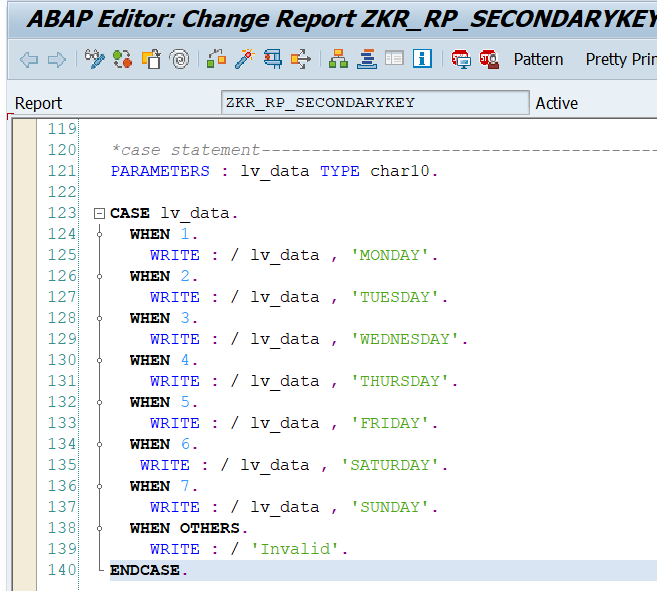 ABAP Editor: Change Report ZKR_RP_SECONDARYKEY
Pattern Pretty Prin
Report ZKR_RP_SECONDARYKEY Active
119
120 *case statement----------------------------------------
121 PARAMETERS : lv_data TYPE char10.
122
123 CASE lv_data.
124 WHEN 1.
125 WRITE : / lv_data , 'MONDAY'.
126 WHEN 2.
127 WRITE : / lv_data , 'TUESDAY'.
128 WHEN 3.
129 WRITE : / lv_data , 'WEDNESDAY'.
130 WHEN 4.
131 WRITE : / lv_data , 'THURSDAY'.
132 WHEN 5.
133 WRITE : / lv_data , 'FRIDAY'.
134 WHEN 6.
135 WRITE : / lv_data , 'SATURDAY'.
136 WHEN 7.
137 WRITE : / lv_data , 'SUNDAY'.
138 WHEN OTHERS.
139 WRITE : / 'Invalid'.
140 ENDCASE.